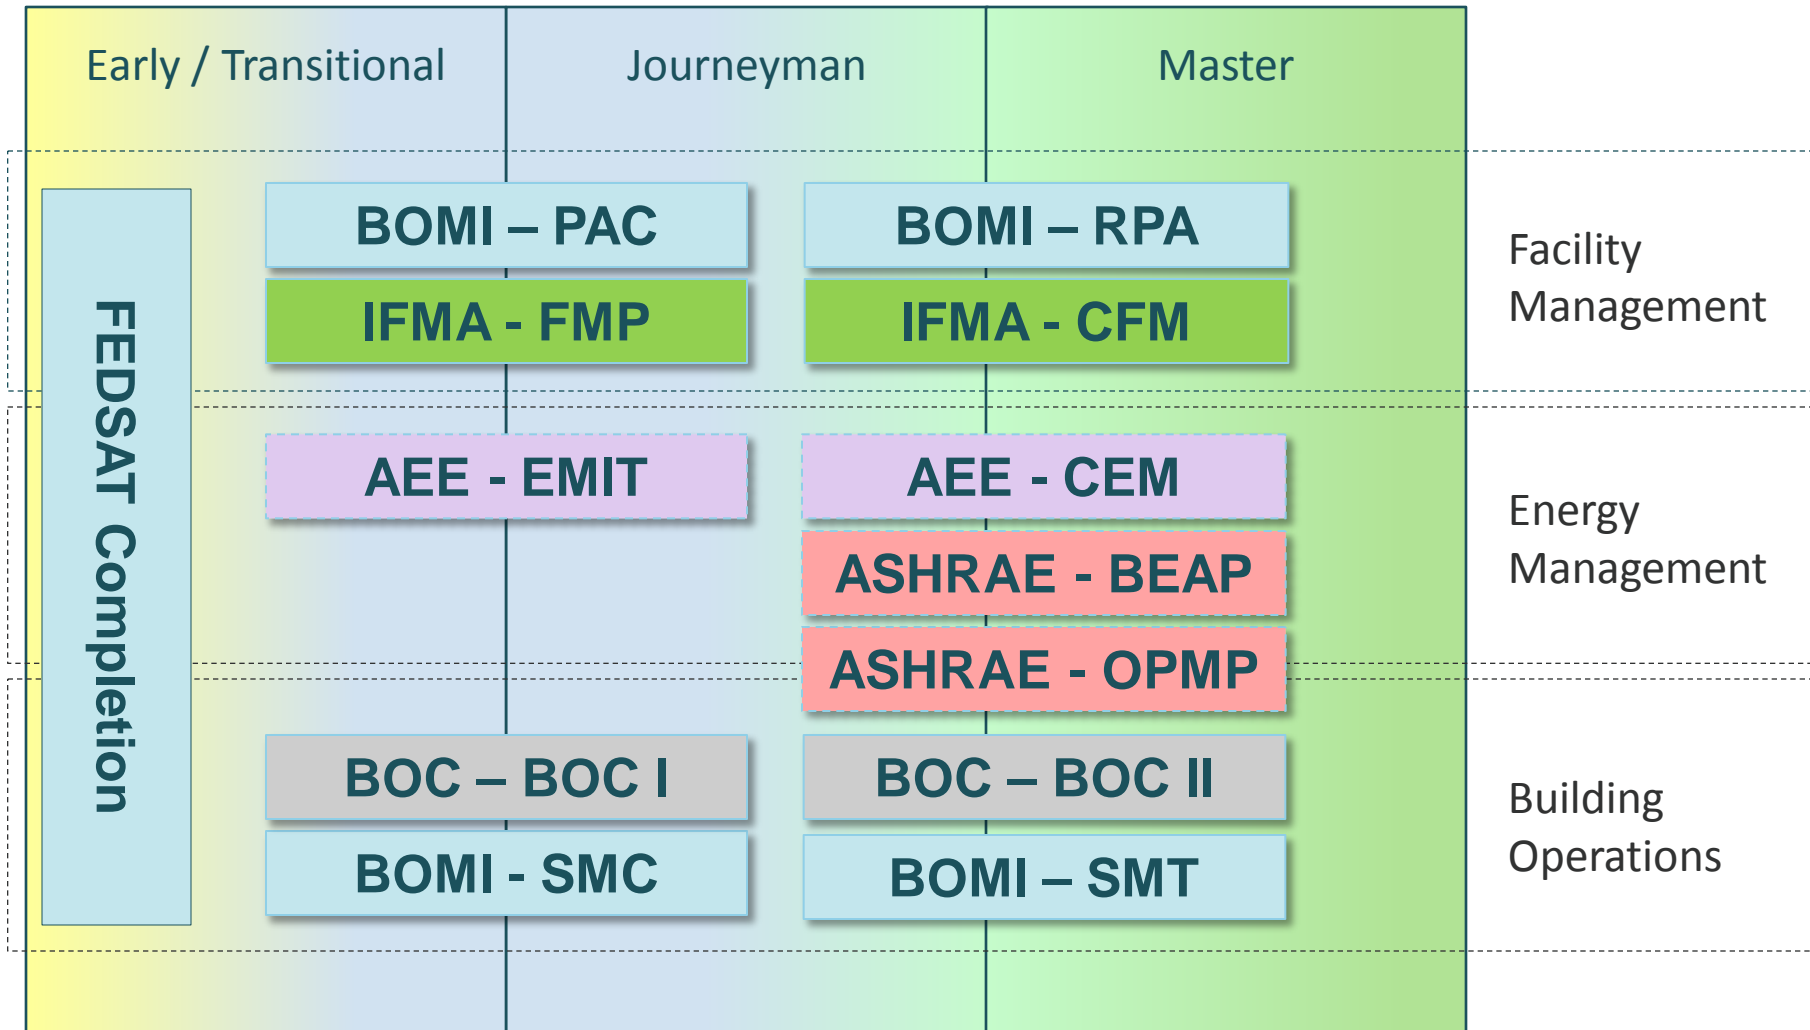 Early / Transitional
Journeyman
Master
FEDSAT Completion
BOMI – PAC
BOMI – RPA
IFMA - FMP
IFMA - CFM
Facility
Management
AEE - EMIT
AEE - CEM
ASHRAE - BEAP
ASHRAE - OPMP
Energy
Management
BOC – BOC I
BOC – BOC II
BOMI - SMC
BOMI – SMT
Building
Operations